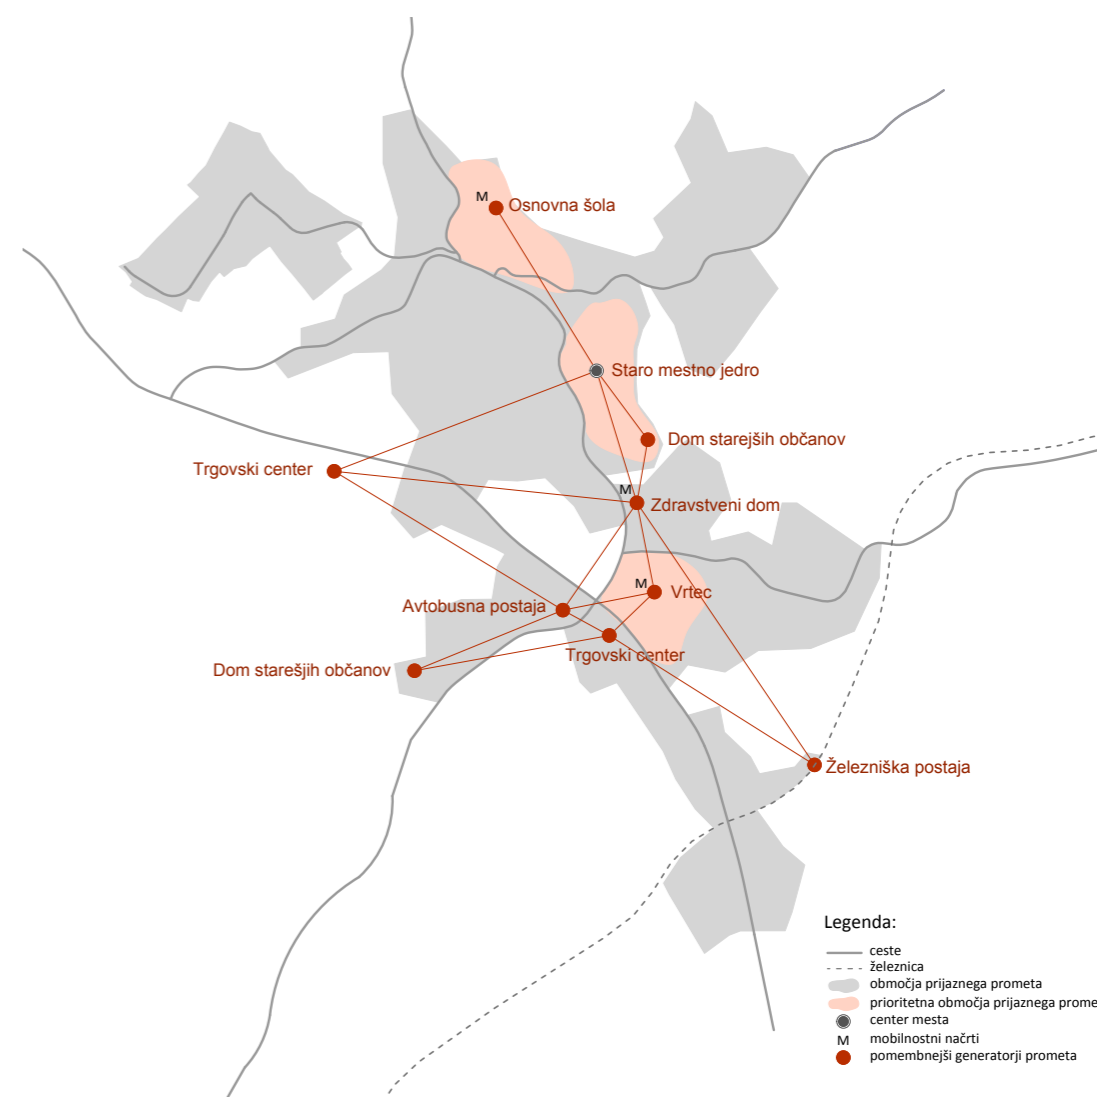 M
Osnovna šola
Staro mestno jedro
Dom starejših občanov
Trgovski center
M
Zdravstveni dom
M
Vrtec
Avtobusna postaja
Trgovski center
Dom starešjih občanov
Železniška postaja
Legenda:
ceste
železnica
območja prijaznega prometa
prioritetna območja prijaznega prome
center mesta
M
mobilnostni načrti
pomembnejši generatorji prometa